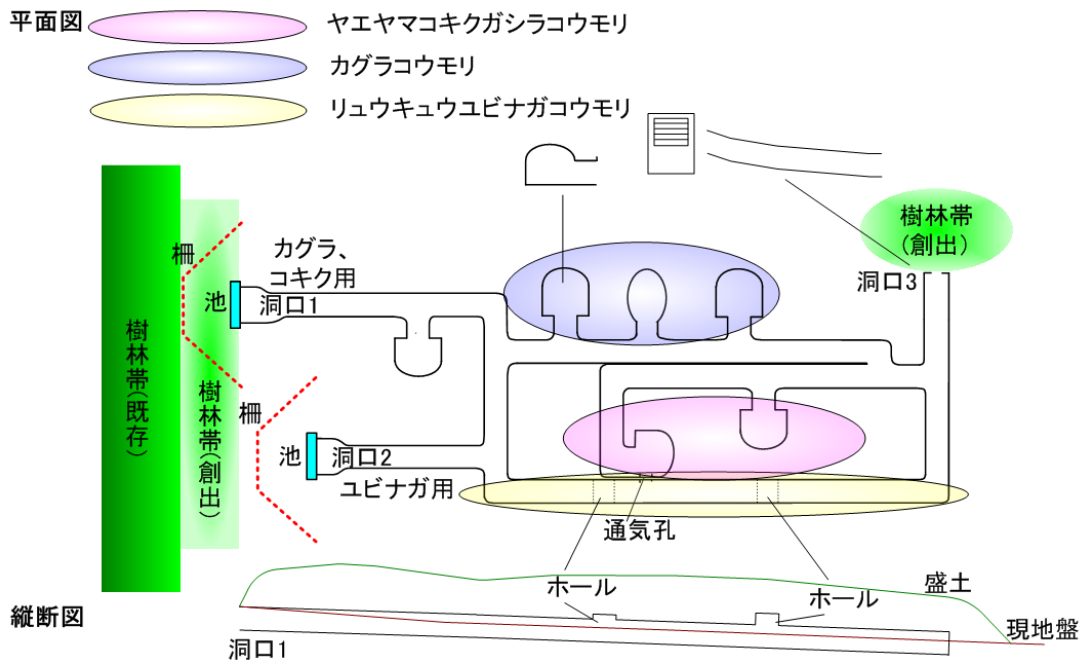 平面図
ヤエヤマコキクガシラコウモリ
カグラコウモリ
リュウキュウユビナガコウモリ
樹林帯
(創出)
柵
カグラ、
コキク用
洞口3
池
洞口1
樹林帯(既存)
樹林帯(創出)
柵
池
洞口2
ユビナガ用
通気孔
ホール
ホール
盛土
縦断図
現地盤
洞口1